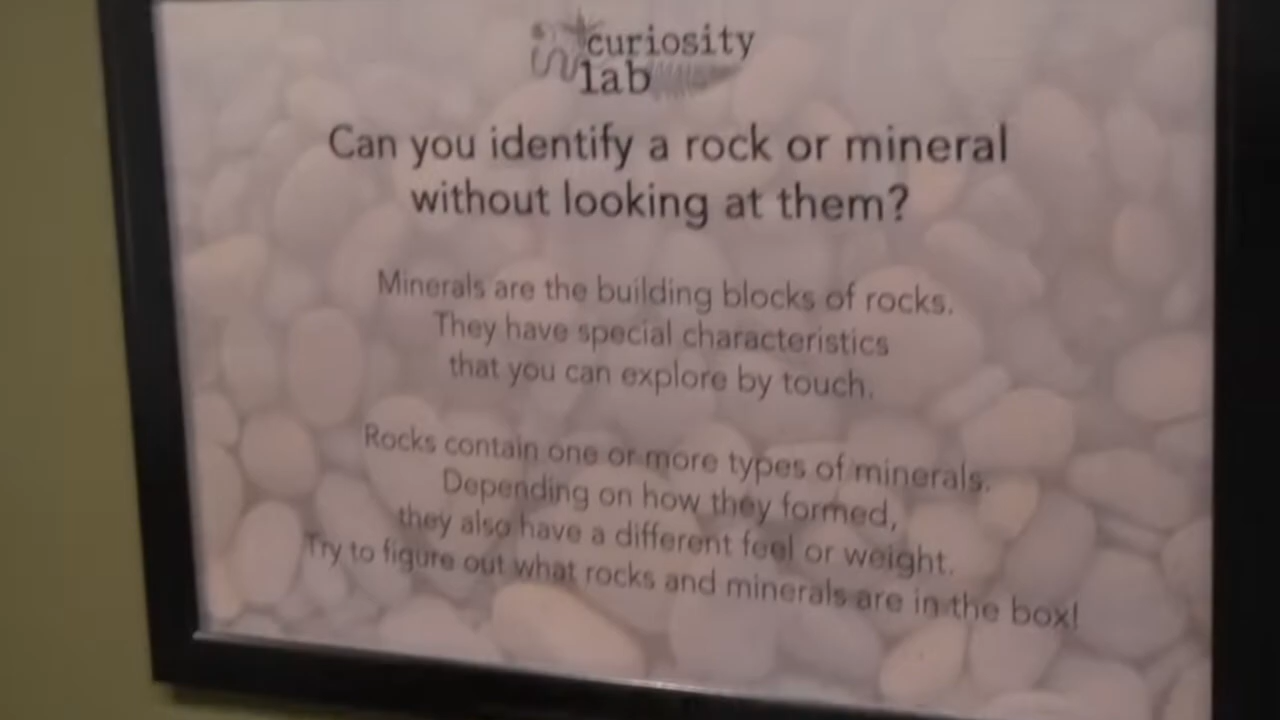 curiosity
lab
Can you identify a rock or mineral
without looking at them?
Minerals are the building blocks of rocks.
They have special characteristics
that you can explore by touch.
Rocks contain one or more types of minerals.
Depending on how they formed,
they also have a different feel or weight.
Try to figure out what rocks and minerals are in the box!